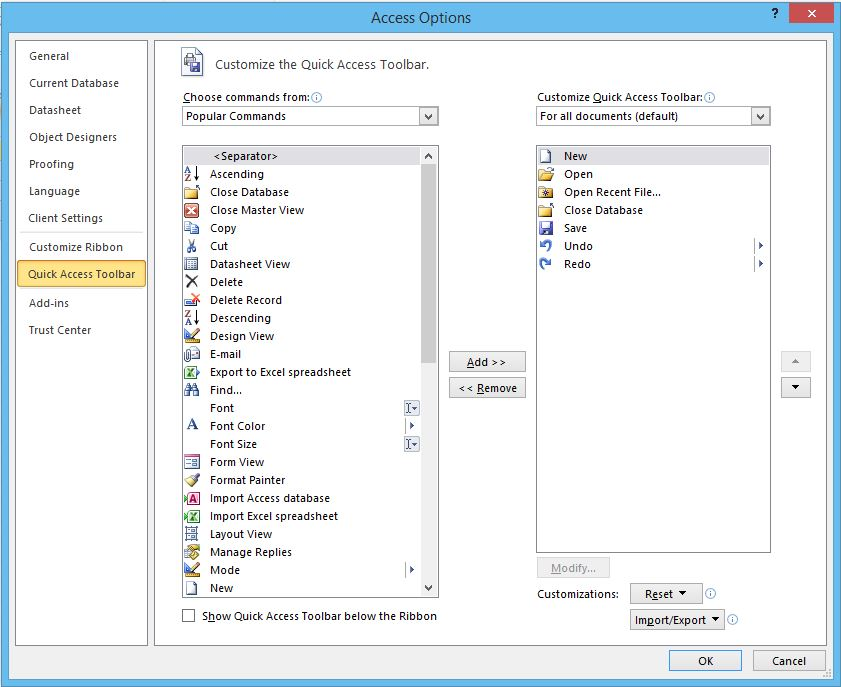 Access Options
?
General
Current Database
Datasheet
Object Designers
Proofing
Language
Client Settings
Customize Ribbon
Quick Access Toolbar
Add-ins
Trust Center
Customize the Quick Access Toolbar.
Choose commands from:
Popular Commands
<Separator>
Ascending
Close Database
Close Master View
Copy
Cut
Datasheet View
Delete
Delete Record
Descending
Design View
E-mail
Export to Excel spreadsheet
Find...
Font
Font Color
Font Size
Form View
Format Painter
Import Access database
Import Excel spreadsheet
Layout View
Manage Replies
Mode
New
Show Quick Access Toolbar below the Ribbon
Add >>
<< Remove
Customize Quick Access Toolbar:
For all documents (default)
New
Open
Open Recent File...
Close Database
Save
Undo
Redo
Modify...
Customizations:
Reset
Import/Export
OK
Cancel